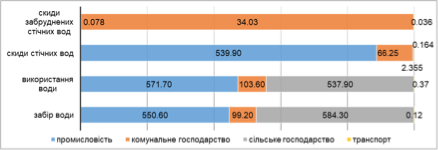 скиди
забруднених
стічних вод
0.078 34.03 0.036
скиди стічних вод 539.90 66.25 0.164
використання
води
571.70 103.60 537.90 2.355 0.37
забір води 550.60 99.20 584.30 0.12
промисловість комунальне господарство сільське господарство транспорт